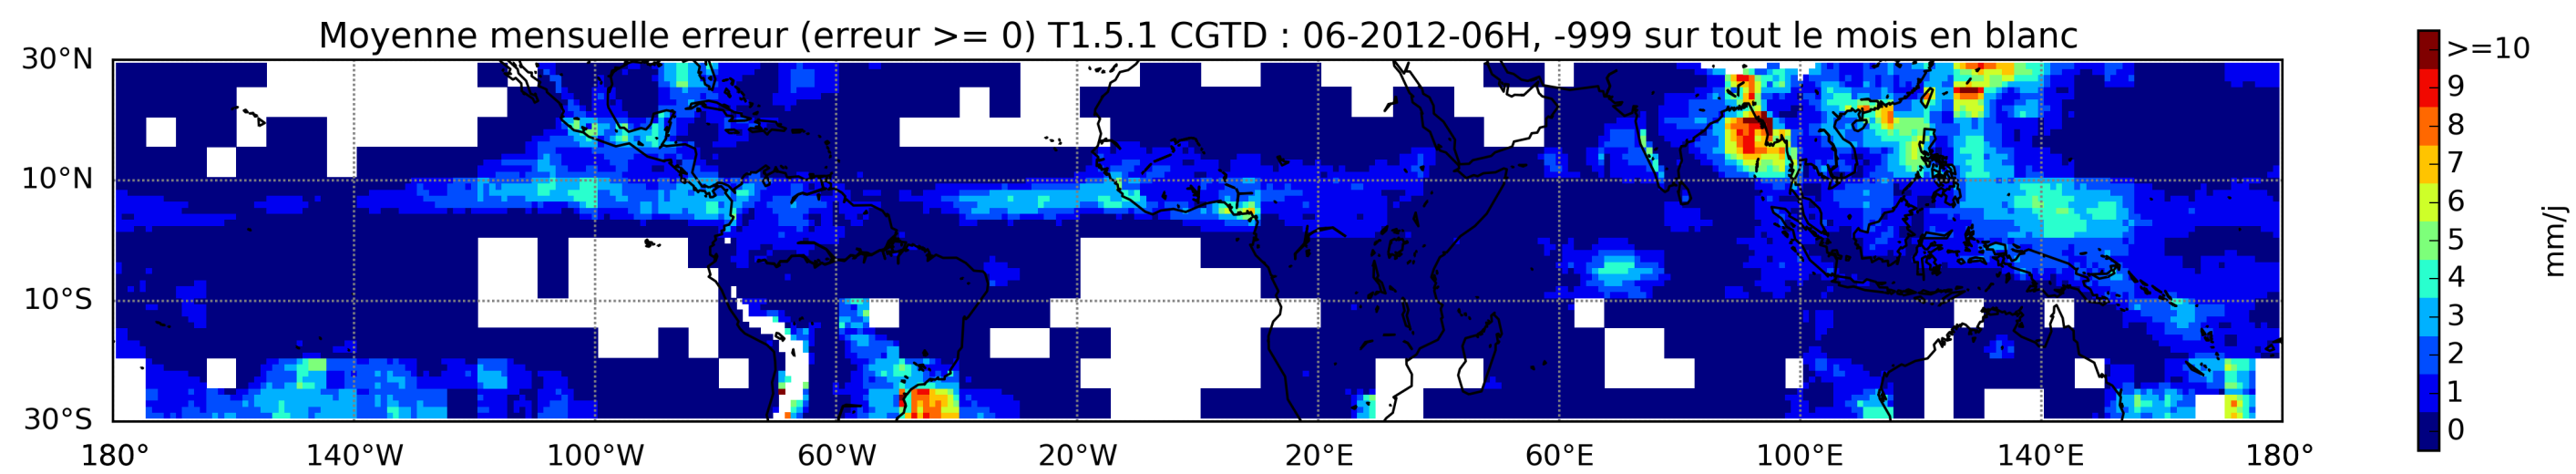 Moyenne mensuelle erreur (erreur >= 0) T1.5.1 CGTD : 06-2012-06H, -999 sur tout le mois en blanc
30°N
10°N
10°S
30°S
180°
140°W
100°W
60°W
20°W
20°E
60°E
100°E
140°E
180°
>=10
9
8
7
6
5
4
3
2
1
0
mm/j